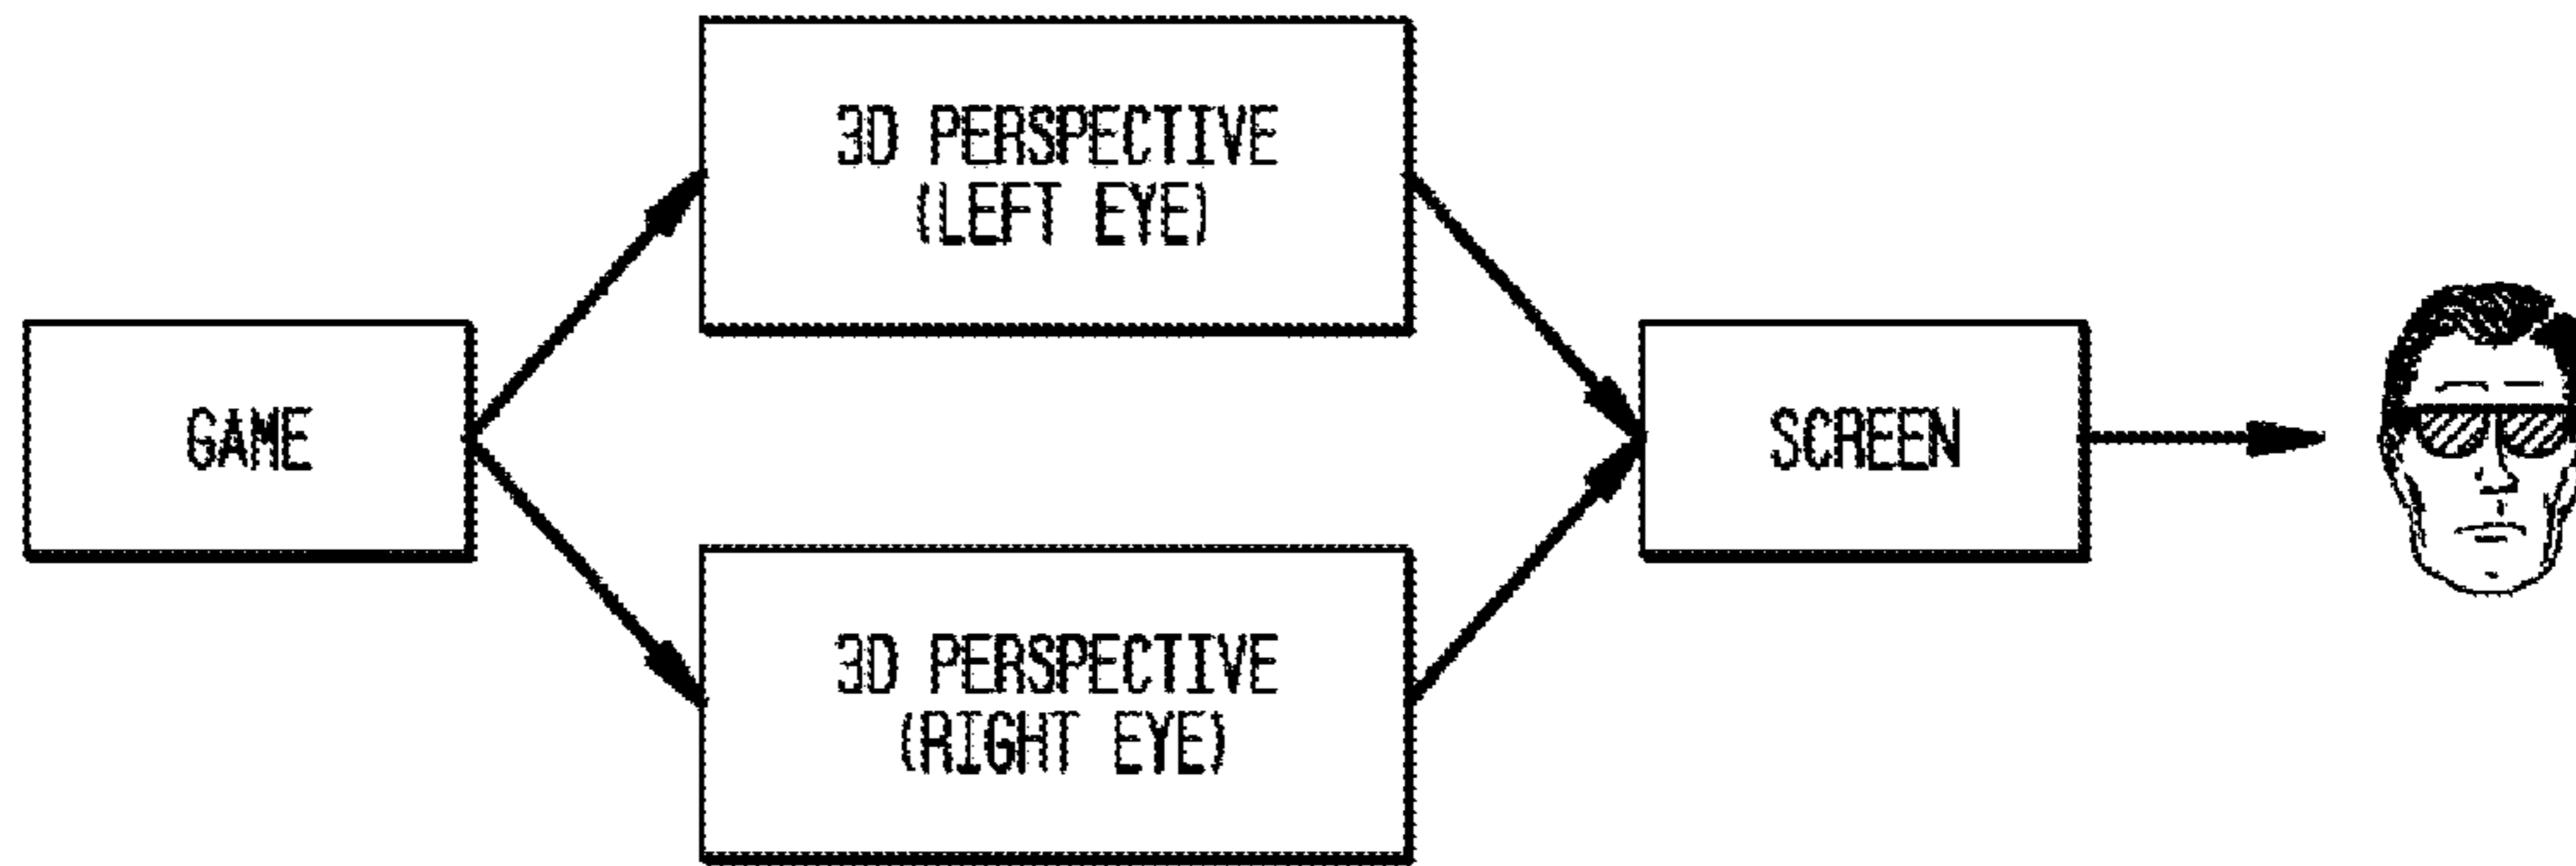 3D PERSPECTIVE
(LEFT EYE)
GAME
SCREEN
3D PERSPECTIVE
(RIGHT EYE)